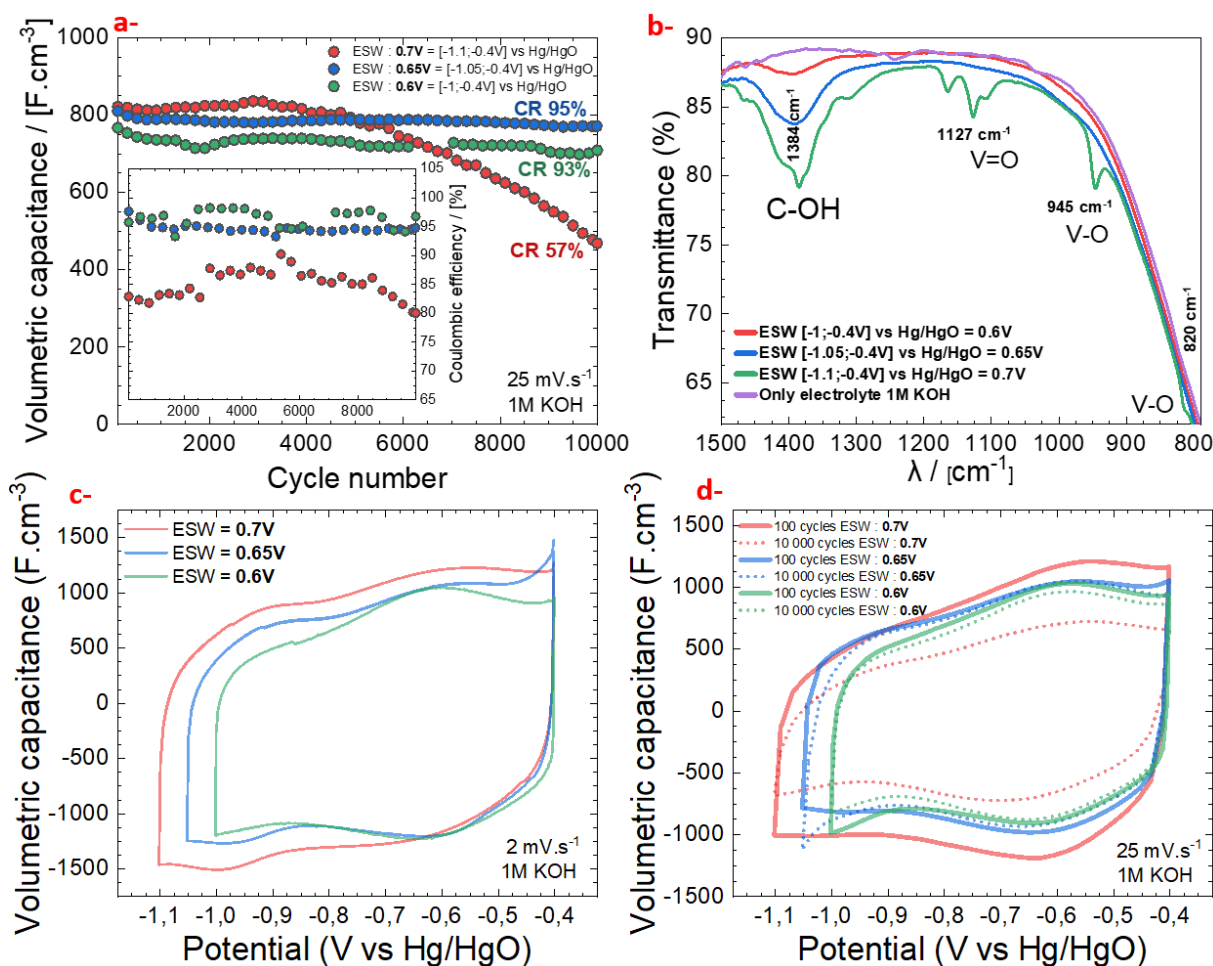 a-
Volumetric capacitance / [F.cm-3]
1000
800
600
400
200
0
ESW : 0.7V = [-1.1;-0.4V] vs Hg/HgO
ESW : 0.65V = [-1.05;-0.4V] vs Hg/HgO
ESW : 0.6V = [-1;-0.4V] vs Hg/HgO
CR 95%
CR 93%
CR 57%
105
100
95
90
85
80
75
70
65
Coulombic efficiency / [%]
2000 4000 6000 8000
25 mV.s-1
1M KOH
2000 4000 6000 8000 10000
Cycle number
b-
Transmittance (%)
90
85
80
75
70
65
1384 cm-1
C-OH
1127 cm-1
V=O
945 cm-1
V-O
820 cm-1
V-O
ESW [-1;-0.4V] vs Hg/HgO = 0.6V
ESW [-1.05;-0.4V] vs Hg/HgO = 0.65V
ESW [-1.1;-0.4V] vs Hg/HgO = 0.7V
Only electrolyte 1M KOH
1500 1400 1300 1200 1100 1000 900 800
λ / [cm-1]
c-
Volumetric capacitance (F.cm-3)
1500
1000
500
0
-500
-1000
-1500
ESW = 0.7V
ESW = 0.65V
ESW = 0.6V
2 mV.s-1
1M KOH
-1,1 -1,0 -0,9 -0,8 -0,7 -0,6 -0,5 -0,4
Potential (V vs Hg/HgO)
d-
Volumetric capacitance (F.cm-3)
1500
1000
500
0
-500
-1000
-1500
100 cycles ESW : 0.7V
10 000 cycles ESW : 0.7V
100 cycles ESW : 0.65V
10 000 cycles ESW : 0.65V
100 cycles ESW : 0.6V
10 000 cycles ESW : 0.6V
25 mV.s-1
1M KOH
-1,1 -1,0 -0,9 -0,8 -0,7 -0,6 -0,5 -0,4
Potential (V vs Hg/HgO)